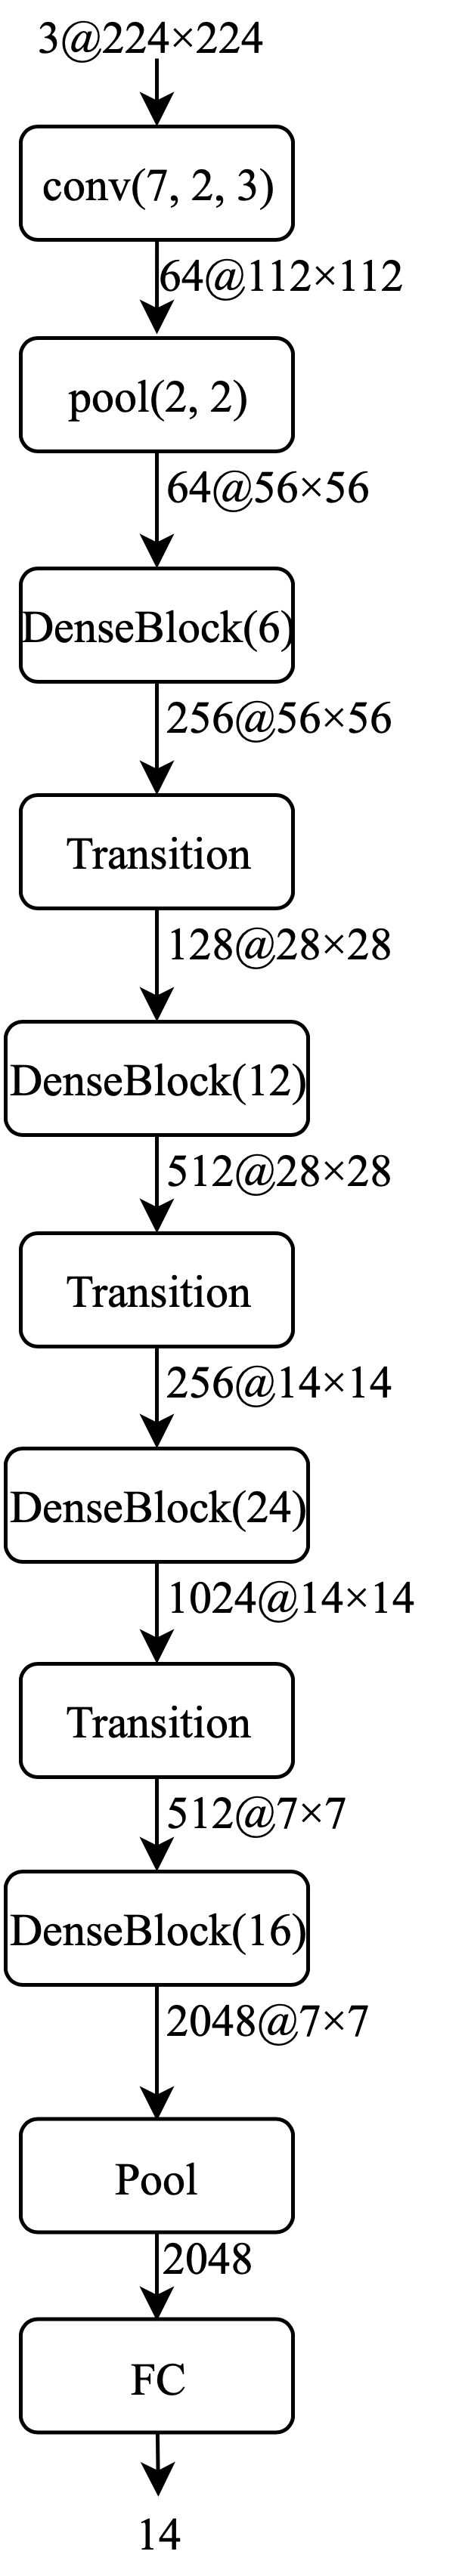 3@224×224
conv(7, 2, 3)
64@112×112
pool(2, 2)
64@56×56
DenseBlock(6)
256@56×56
Transition
128@28×28
DenseBlock(12)
512@28×28
Transition
256@14×14
DenseBlock(24)
1024@14×14
Transition
512@7×7
DenseBlock(16)
2048@7×7
Pool
2048
FC
14